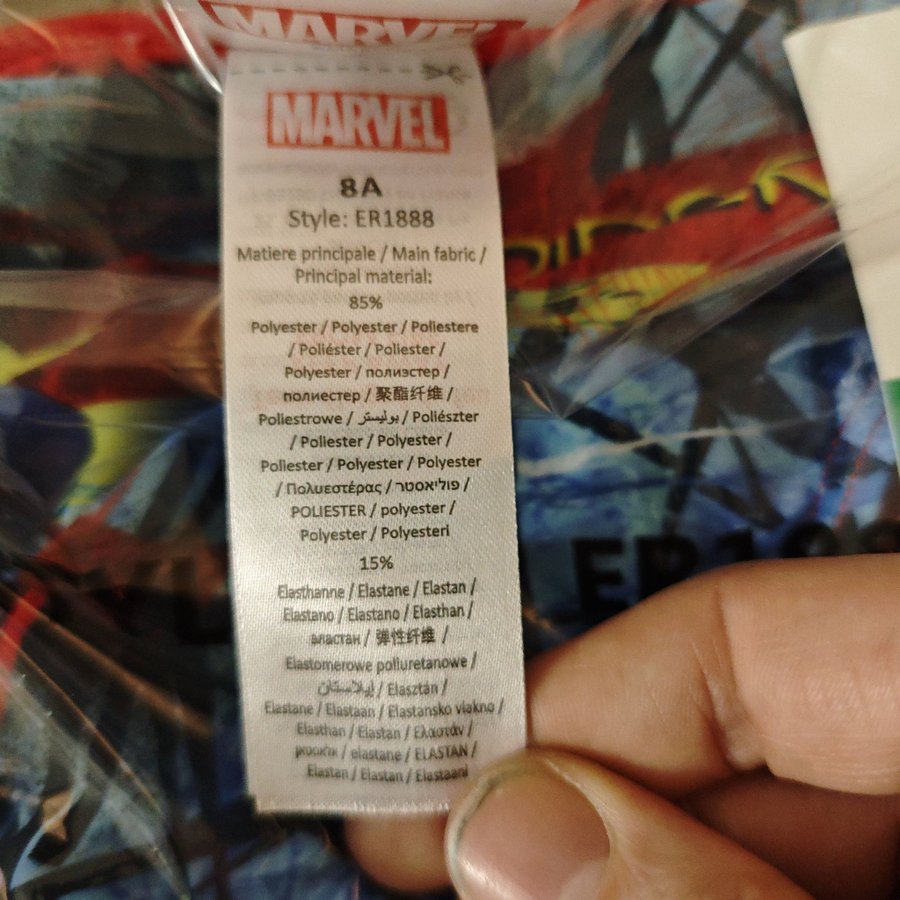 MARVEL
MARVEL
8A
Style: ER1888
Matiere principale / Main fabric /
Principal material:
85%
Polyester / Polyester / Poliestere
/ Poliéster / Poliester /
Polyester / полиэстер /
полиестер / 聚酯纤维 /
Poliestrowe / بوليستر / Poliészter
/ Poliester / Polyester /
Poliester / Polyester / Polyester
/ Πολυεστέρας / פוליאסטר /
POLIESTER / polyester /
Polyester / Polyesteri
15%
Elasthanne / Elastane / Elastan /
Elastano / Elastano / Elasthan /
эластан / 弹性纤维 /
Elastomerowe poliuretanowe /
إيلاستان / Elasztán /
Elastane / Elastaan / Elastansko vlakno /
Elasthan / Elastan / Ελαστάν /
/ elastane / ELASTAN /
Elastan / Elastan / Elastaani